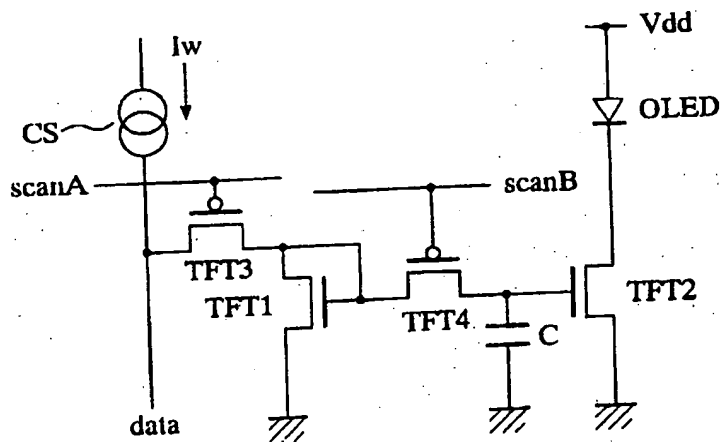 Iw
Vdd
CS
OLED
scanA
scanB
TFT3
TFT1
TFT4
C
TFT2
data